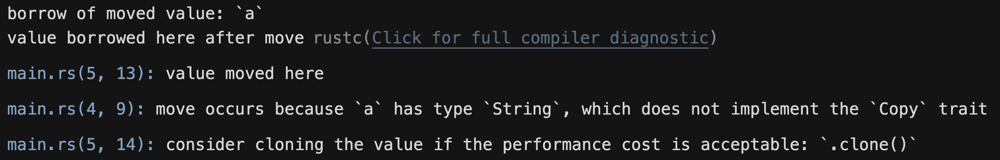 borrow of moved value: `a`
value borrowed here after move rustc(Click for full compiler diagnostic)
main.rs(5, 13): value moved here
main.rs(4, 9): move occurs because `a` has type `String`, which does not implement the `Copy` trait
main.rs(5, 14): consider cloning the value if the performance cost is acceptable: `.clone()`